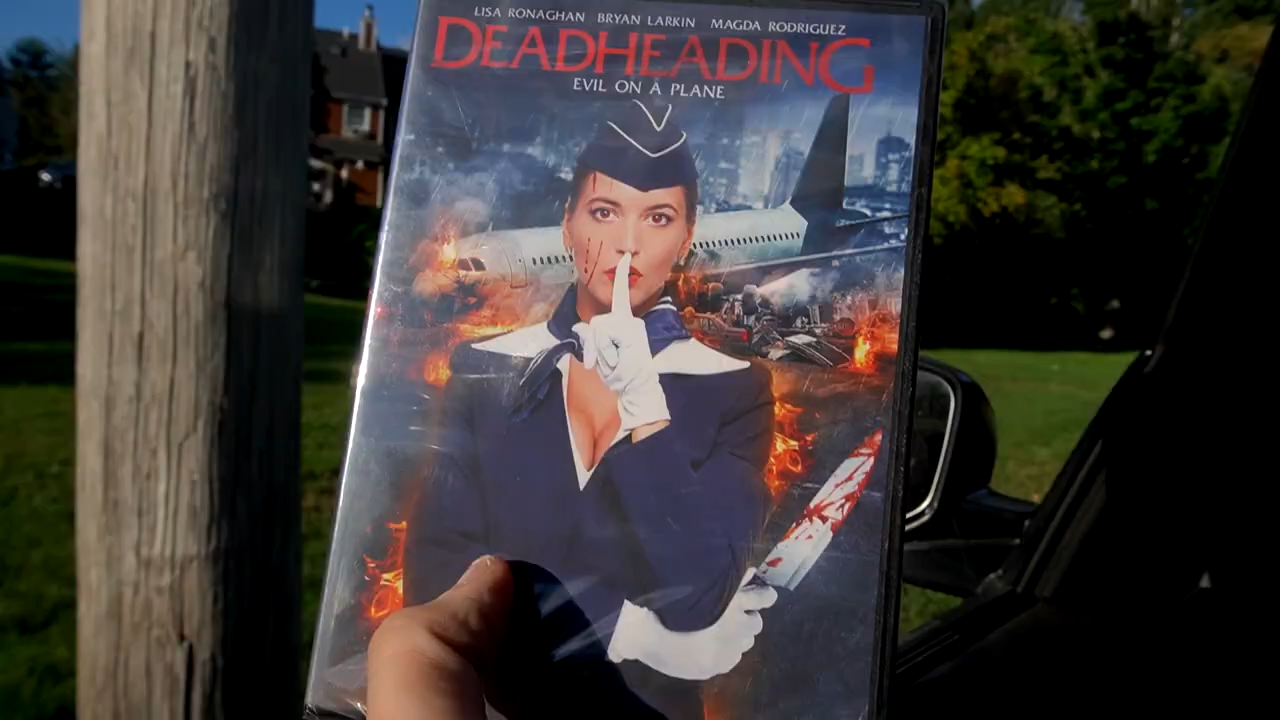 LISA RONAGHAN BRYAN LARKIN MAGDA RODRIGUEZ
DEADHEADING
EVIL ON A PLANE